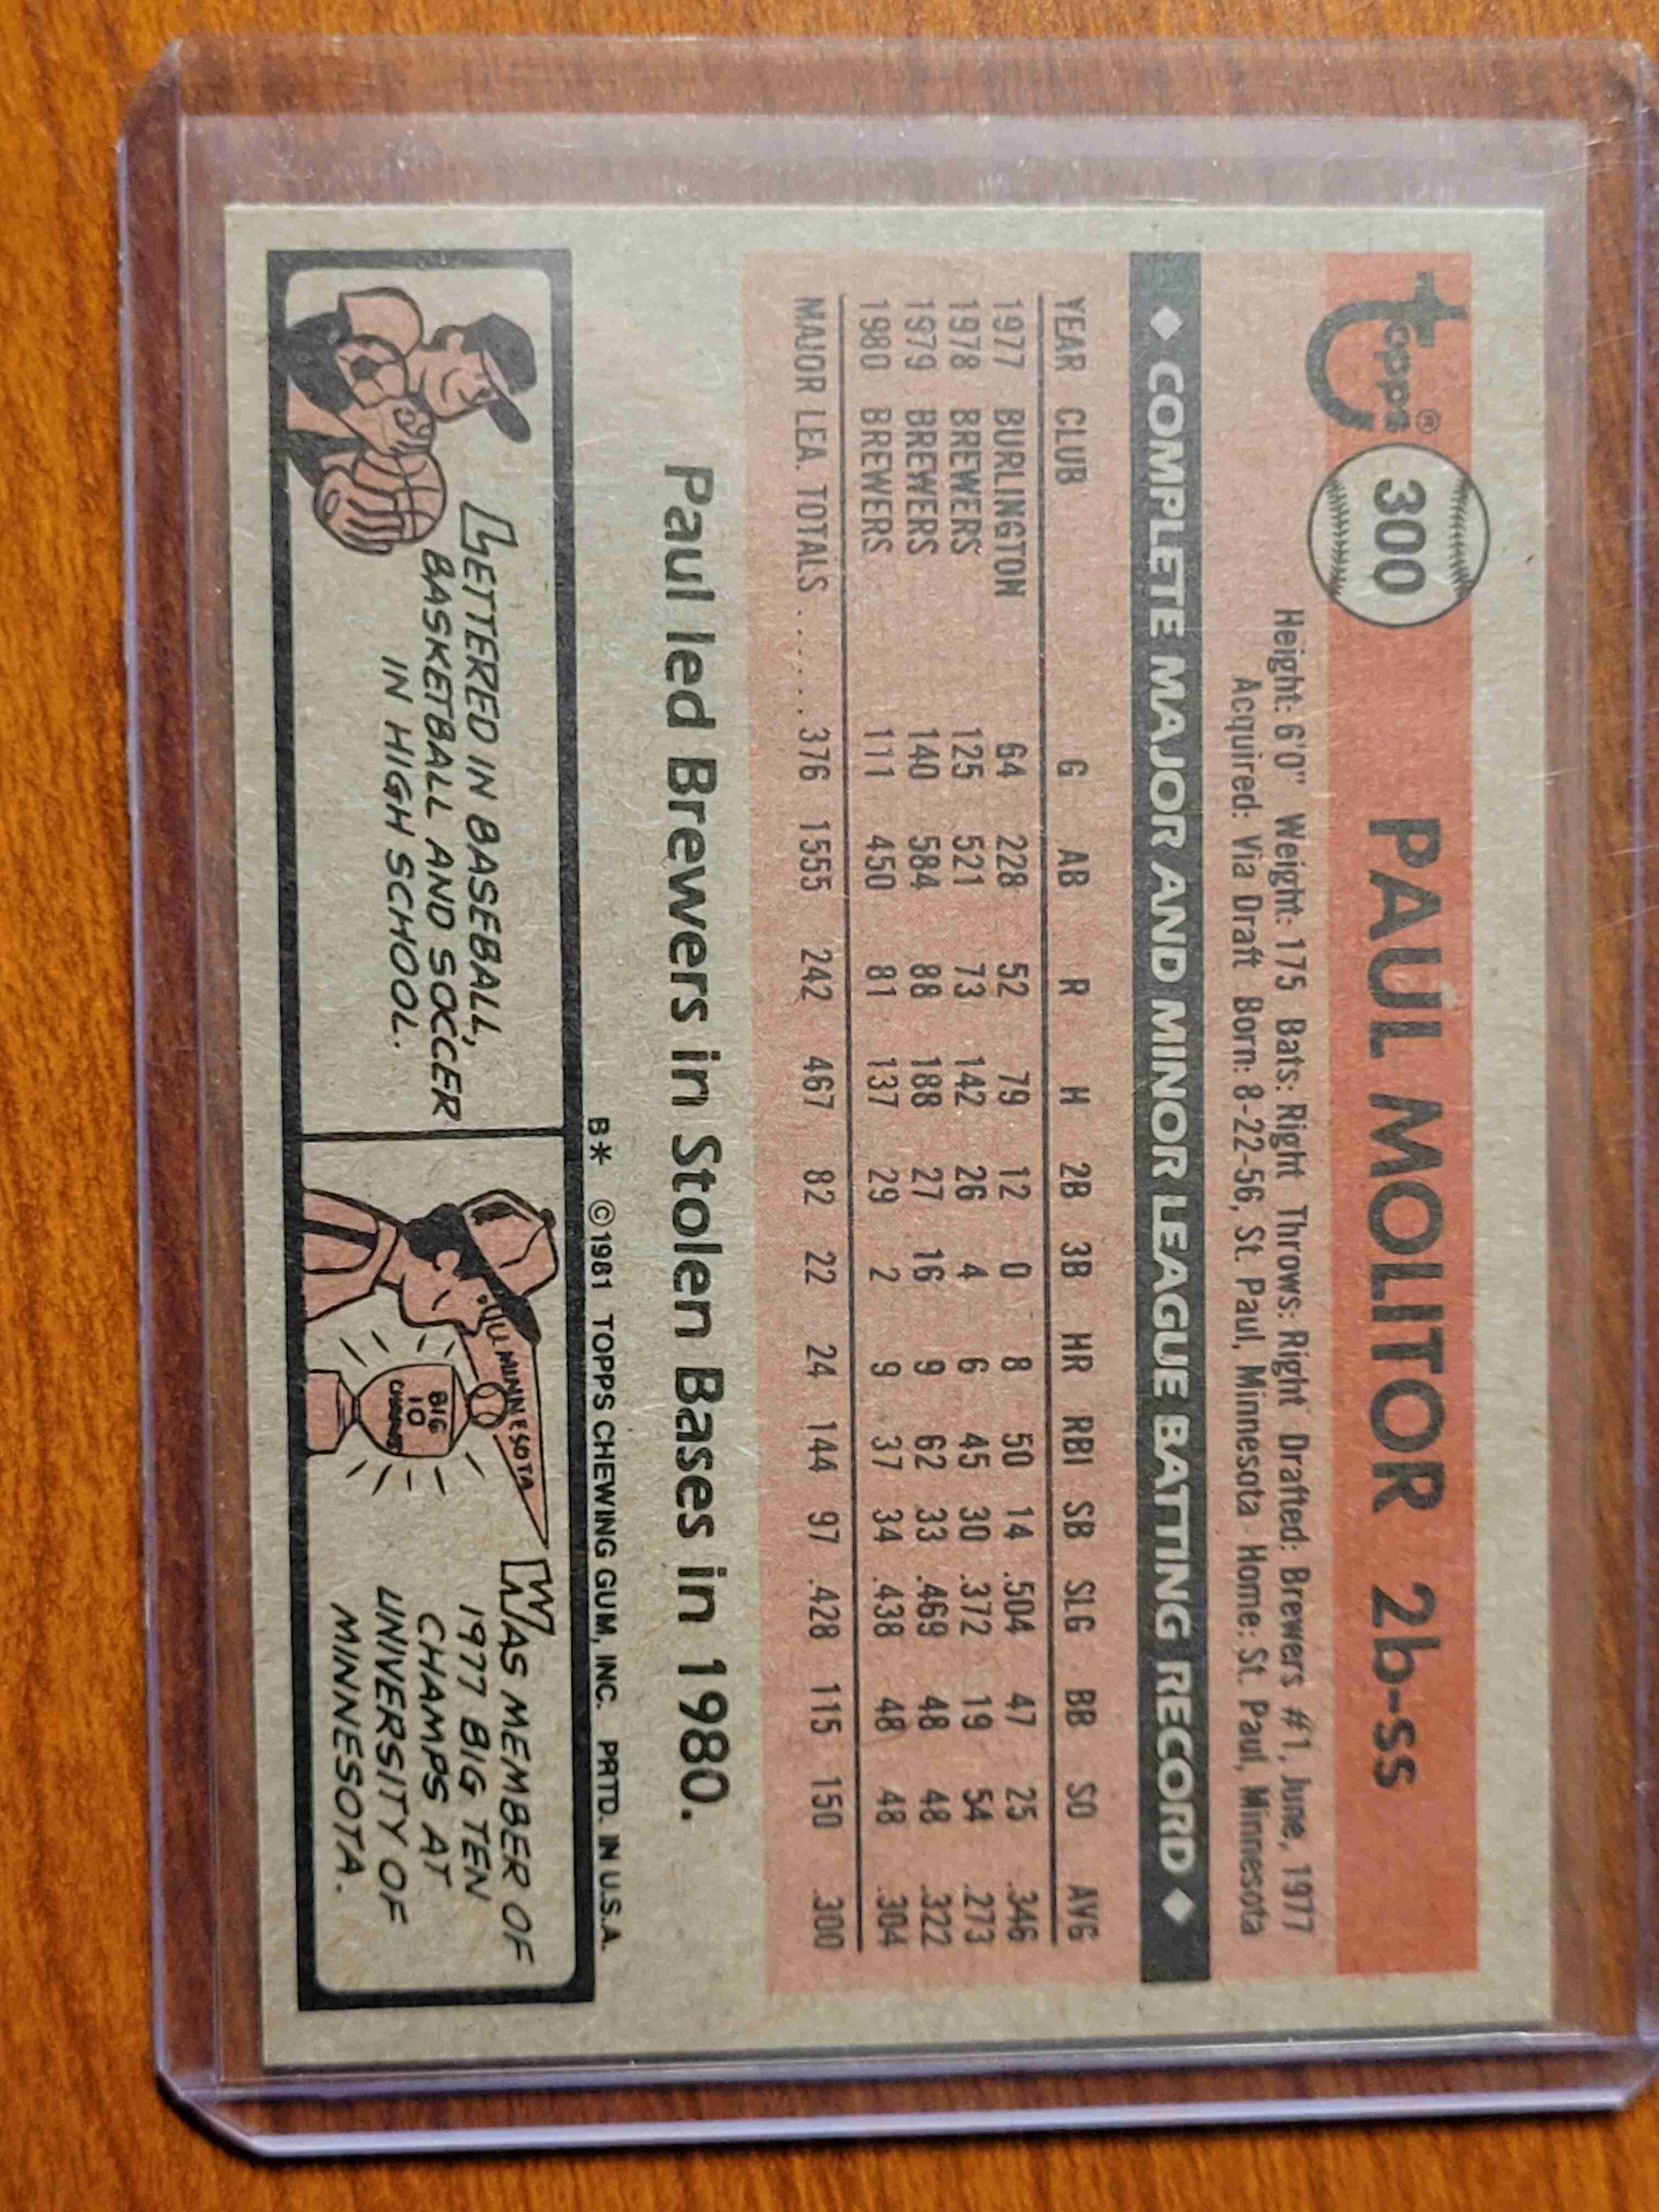 topps®
300
PAUL MOLITOR 2b-ss
Height: 6'0" Weight: 175 Bats: Right Throws: Right Drafted: Brewers #1, June, 1977
Acquired: Via Draft Born: 8-22-56, St. Paul, Minnesota Home: St. Paul, Minnesota
◆ COMPLETE MAJOR AND MINOR LEAGUE BATTING RECORD ◆
YEAR CLUB G AB R H 2B 3B HR RBI SB SLG BB SO AVG
1977 BURLINGTON 64 228 52 79 12 0 8 50 14 .504 47 25 .346
1978 BREWERS 125 521 73 142 26 4 6 45 30 .372 19 54 .273
1979 BREWERS 140 584 88 188 27 16 9 62 33 .469 48 48 .322
1980 BREWERS 111 450 81 137 29 2 9 37 34 .438 48 48 .304
MAJOR LEA. TOTALS ...... 376 1555 242 467 82 22 24 144 97 .428 115 150 .300
Paul led Brewers in Stolen Bases in 1980.
B* ©1981 TOPPS CHEWING GUM, INC. PRTD. IN U.S.A.
LETTERED IN BASEBALL,
BASKETBALL AND SOCCER
IN HIGH SCHOOL.
U. MINNESOTA
BIG
10
CHAMPS
WAS MEMBER OF
1977 BIG TEN
CHAMPS AT
UNIVERSITY OF
MINNESOTA.